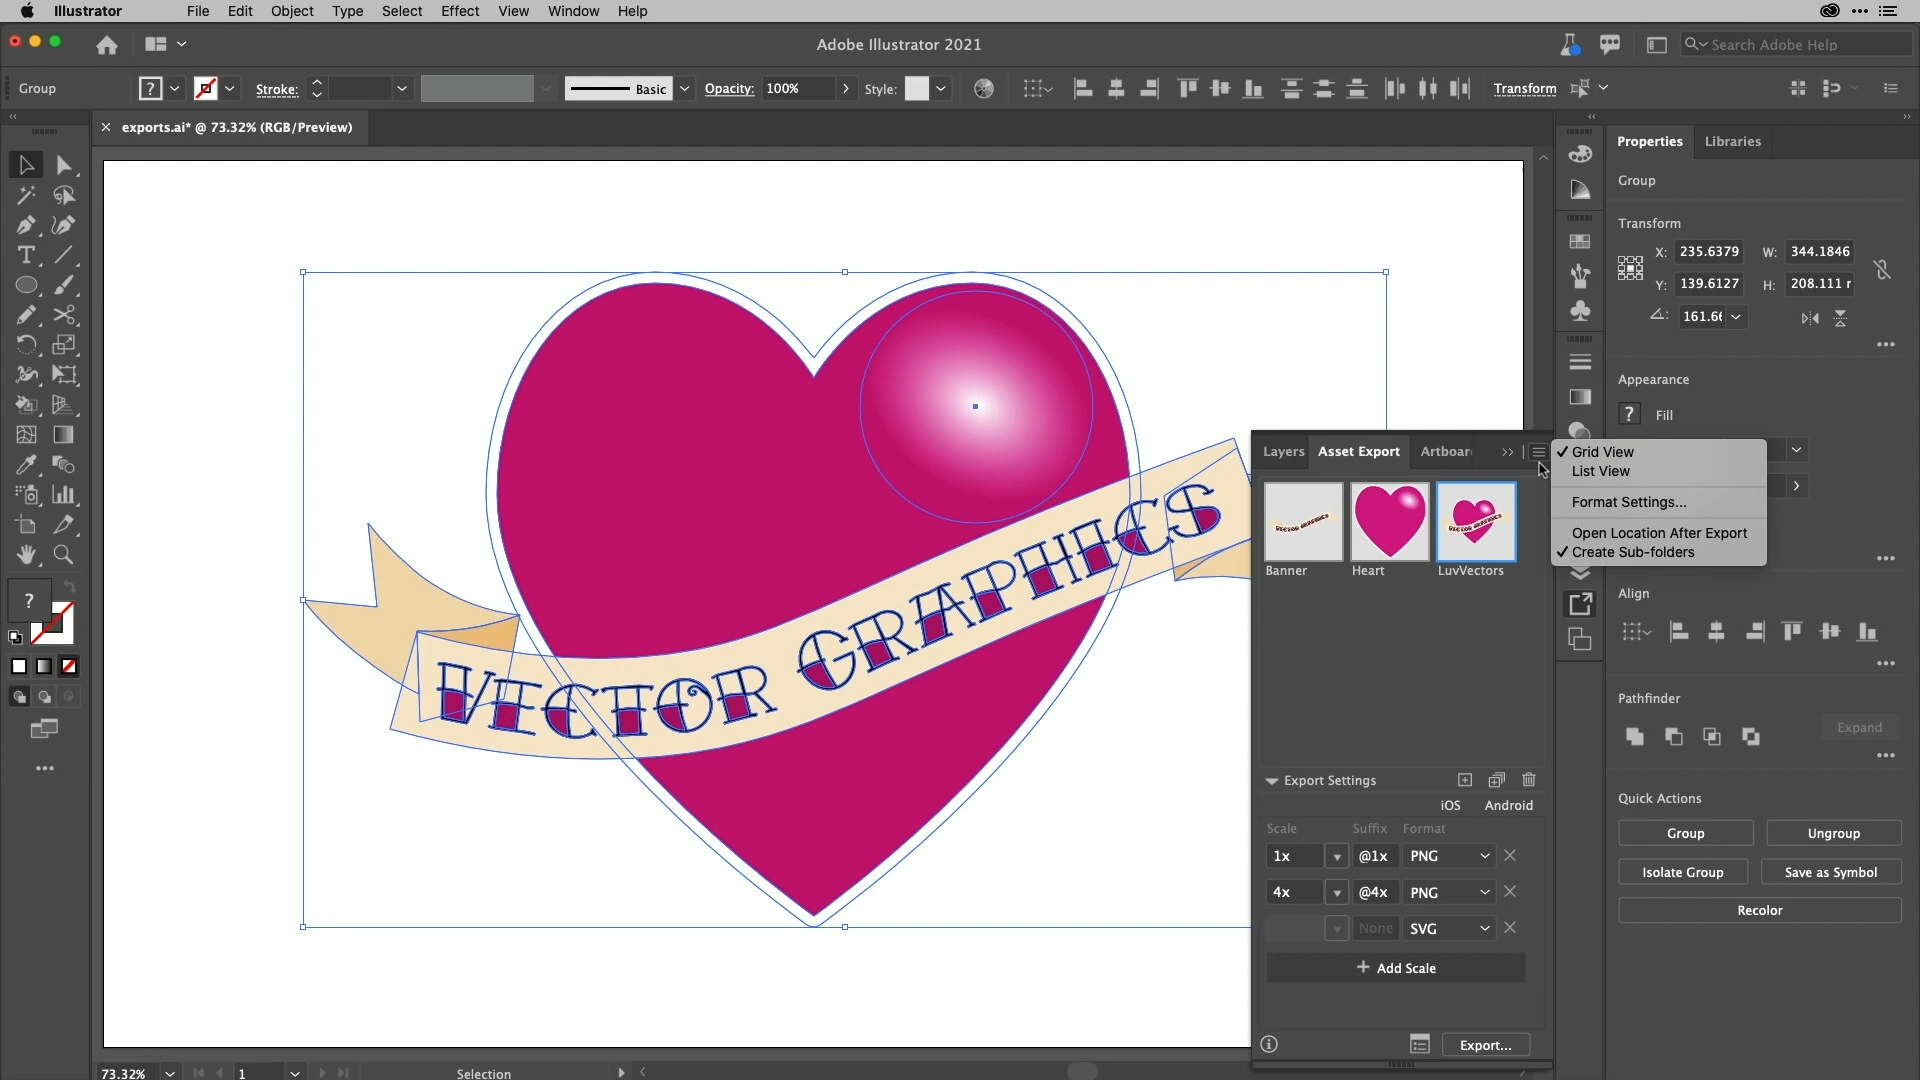 Illustrator File Edit Object Type Select Effect View Window Help
Adobe Illustrator 2021
Search Adobe Help
Group
? Stroke: Basic Opacity: 100% Style: Transform
exports.ai* @ 73.32% (RGB/Preview)
Properties Libraries
Group
Transform
X: 235.6379 W: 344.1846
Y: 139.6127 H: 208.111
161.66
Appearance
? Fill
Layers Asset Export Artboar
Grid View
List View
Format Settings...
Open Location After Export
Create Sub-folders
VECTOR GRAPHICS
Banner Heart LuvVectors
Align
Pathfinder
Expand
Quick Actions
Group Ungroup
Isolate Group Save as Symbol
Recolor
Export Settings
iOS Android
Scale Suffix Format
1x @1x PNG
4x @4x PNG
None SVG
+ Add Scale
Export...
?
73.32% 1 Selection